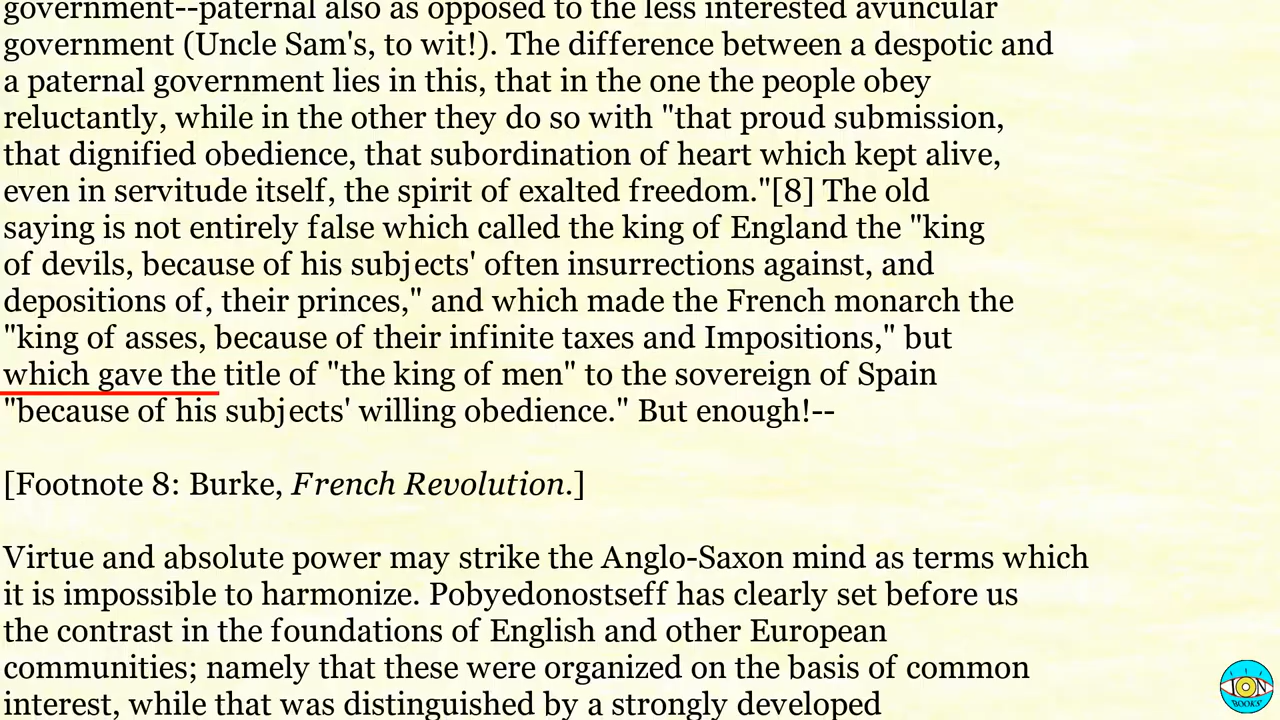 government--paternal also as opposed to the less interested avuncular
government (Uncle Sam's, to wit!). The difference between a despotic and
a paternal government lies in this, that in the one the people obey
reluctantly, while in the other they do so with "that proud submission,
that dignified obedience, that subordination of heart which kept alive,
even in servitude itself, the spirit of exalted freedom."[8] The old
saying is not entirely false which called the king of England the "king
of devils, because of his subjects' often insurrections against, and
depositions of, their princes," and which made the French monarch the
"king of asses, because of their infinite taxes and Impositions," but
which gave the title of "the king of men" to the sovereign of Spain
"because of his subjects' willing obedience." But enough!--
[Footnote 8: Burke, French Revolution.]
Virtue and absolute power may strike the Anglo-Saxon mind as terms which
it is impossible to harmonize. Pobyedonostseff has clearly set before us
the contrast in the foundations of English and other European
communities; namely that these were organized on the basis of common
interest, while that was distinguished by a strongly developed
ION
BOOKS